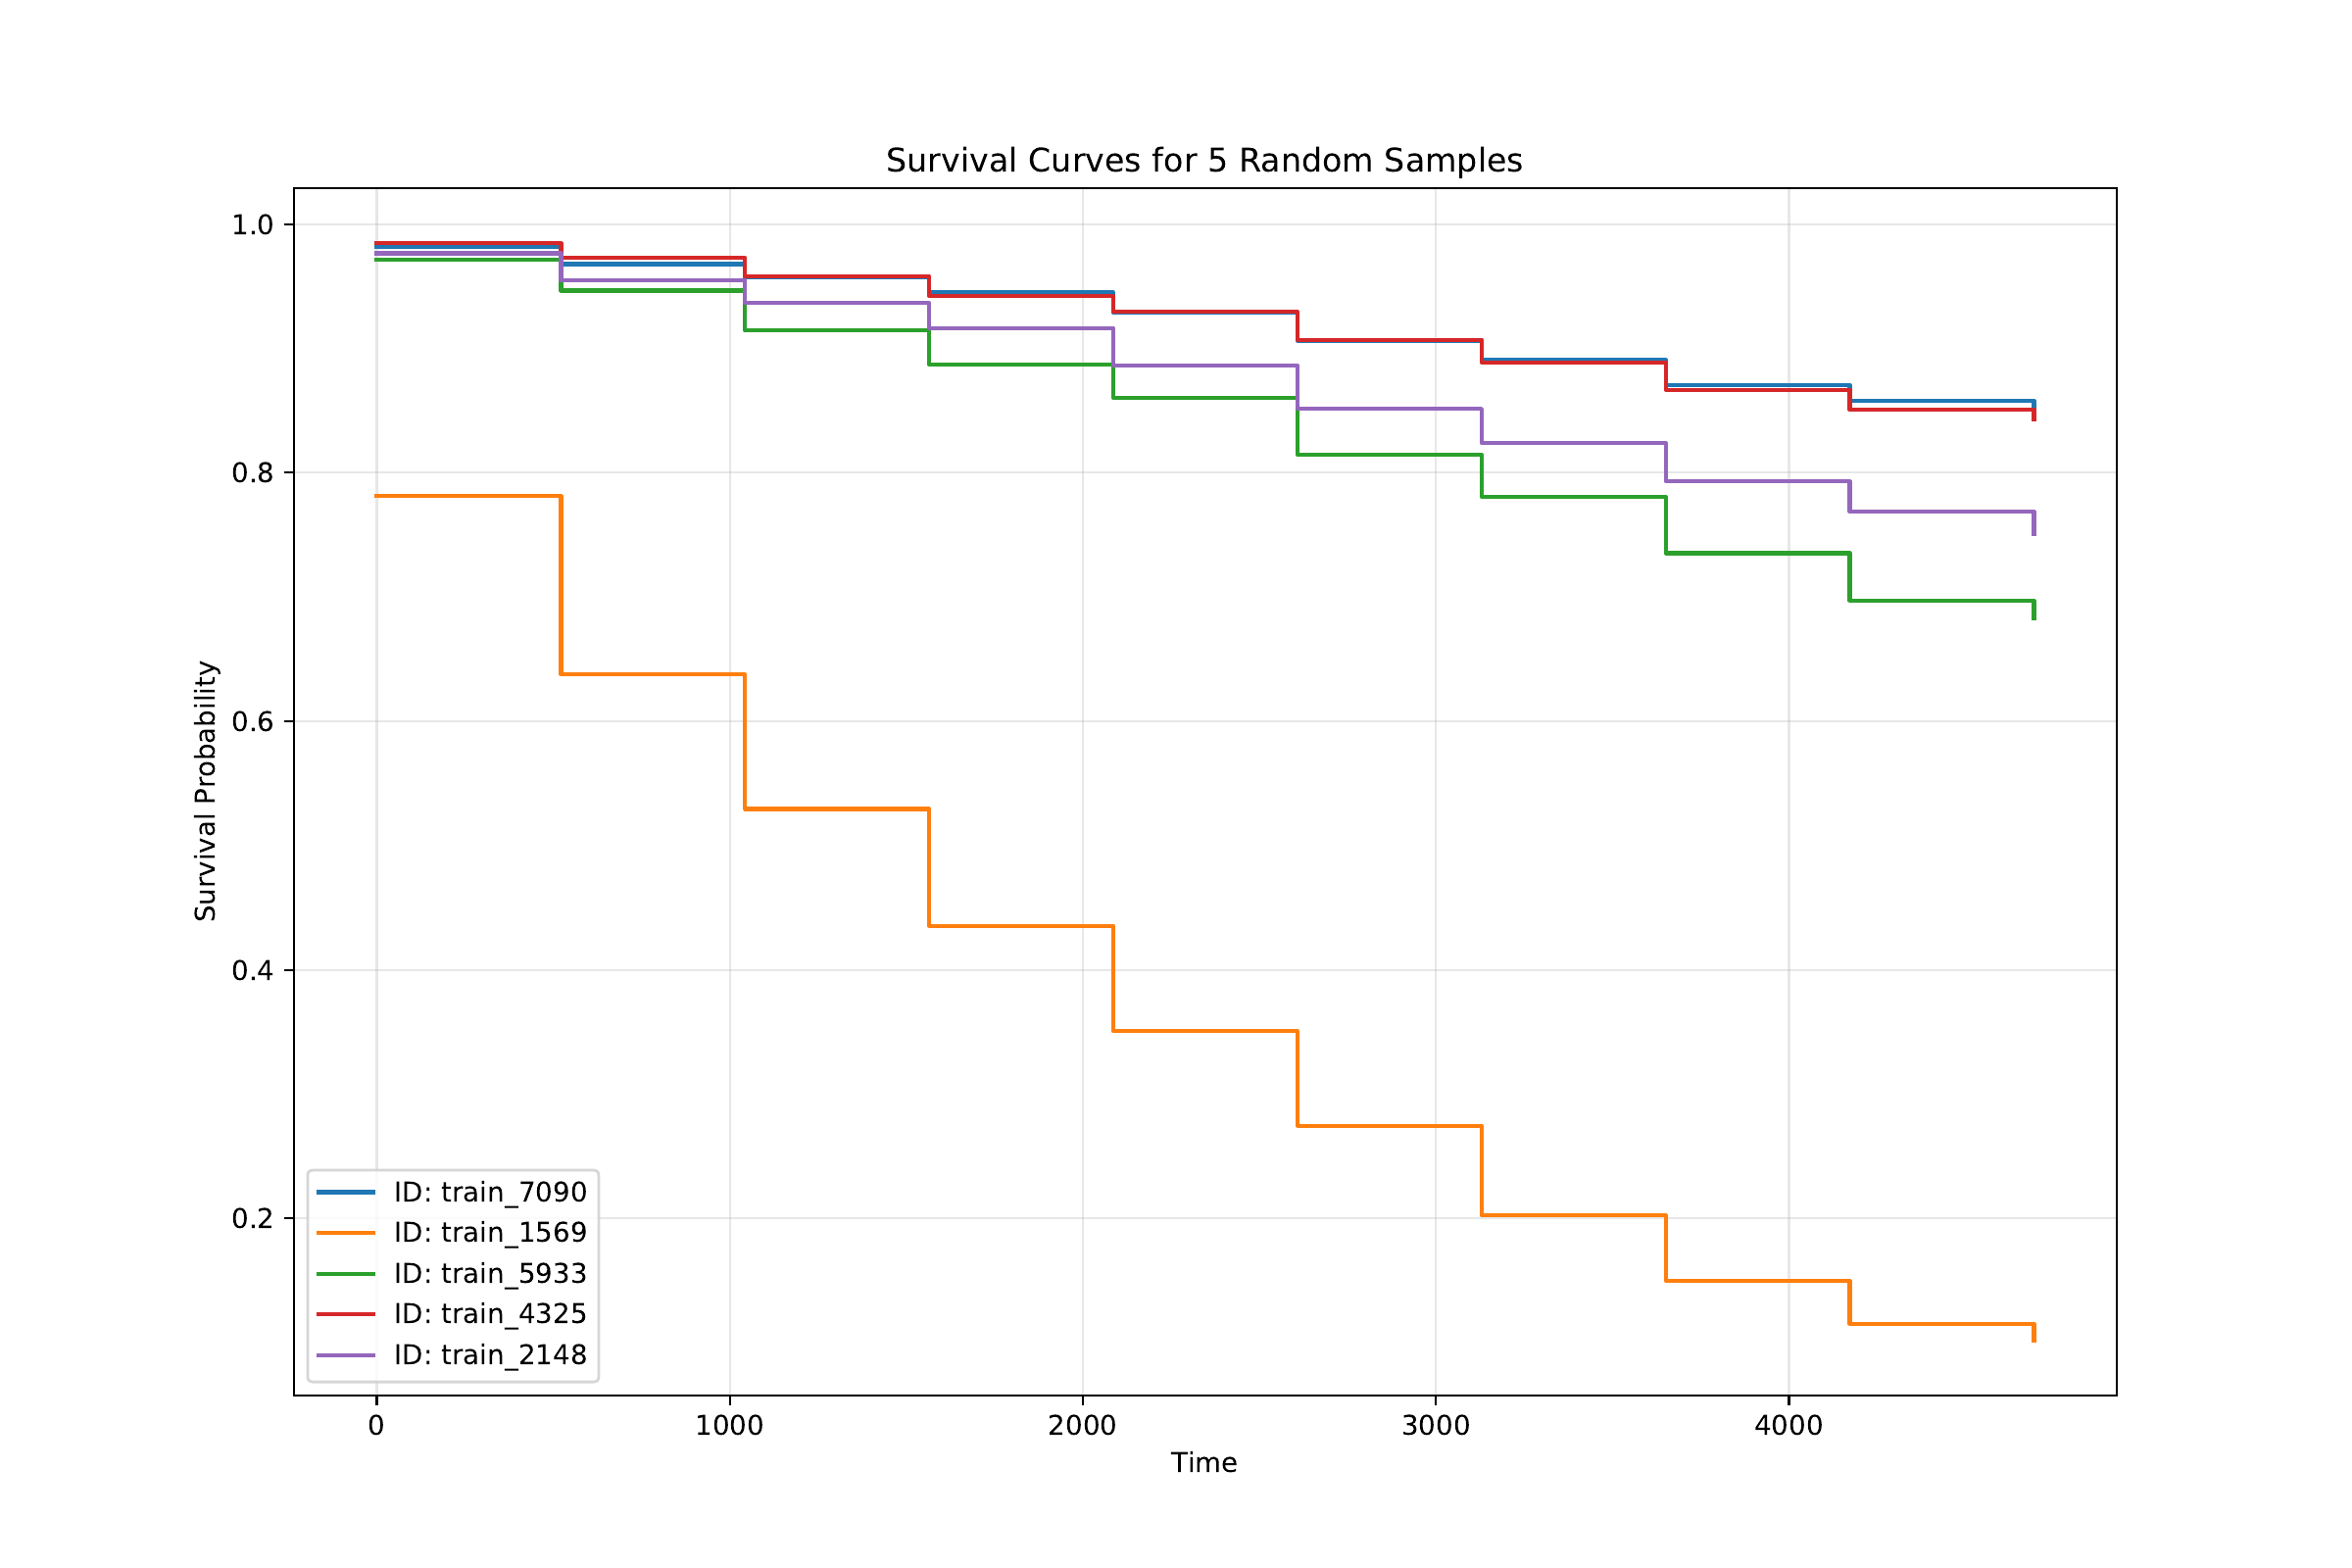 Survival Curves for 5 Random Samples
1.0
0.8
0.6
0.4
0.2
Survival Probability
ID: train_7090
ID: train_1569
ID: train_5933
ID: train_4325
ID: train_2148
0 1000 2000 3000 4000
Time